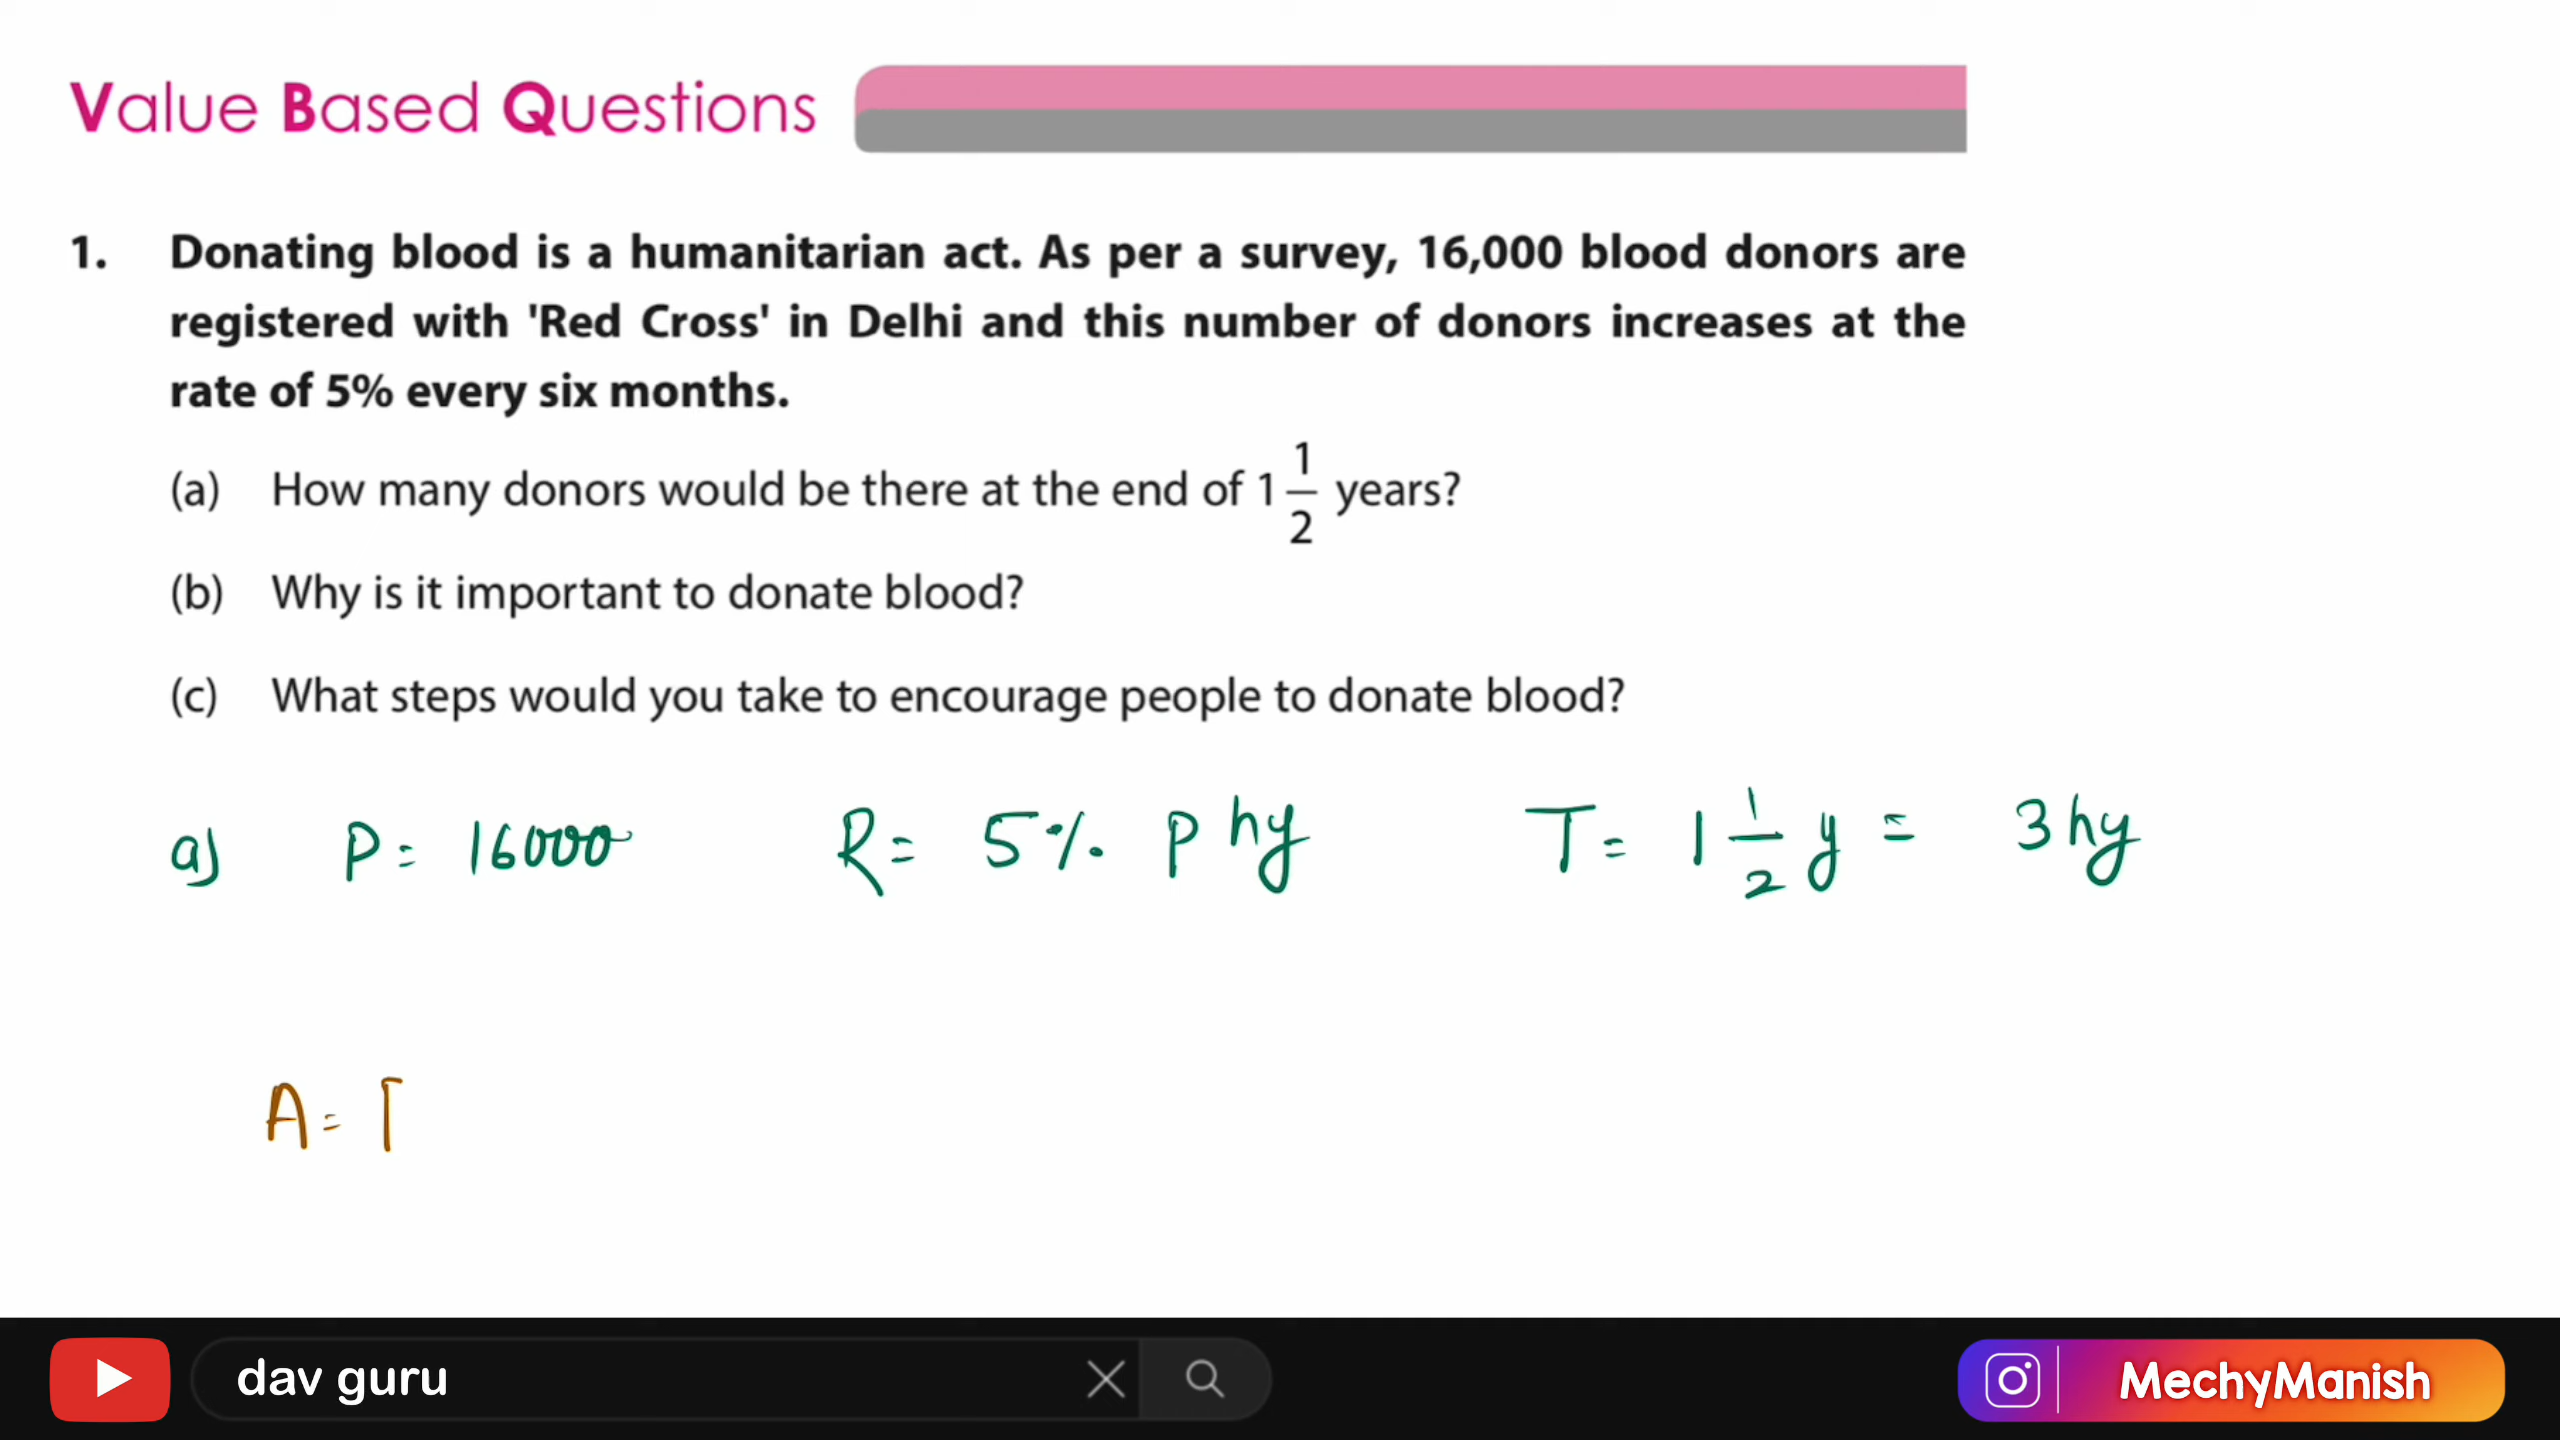 Value Based Questions
1. Donating blood is a humanitarian act. As per a survey, 16,000 blood donors are
registered with 'Red Cross' in Delhi and this number of donors increases at the
rate of 5% every six months.
(a) How many donors would be there at the end of 1 1/2 years?
(b) Why is it important to donate blood?
(c) What steps would you take to encourage people to donate blood?
a) P = 16000 R = 5% P hy T = 1 1/2 y = 3 hy
A =
dav guru
MechyManish